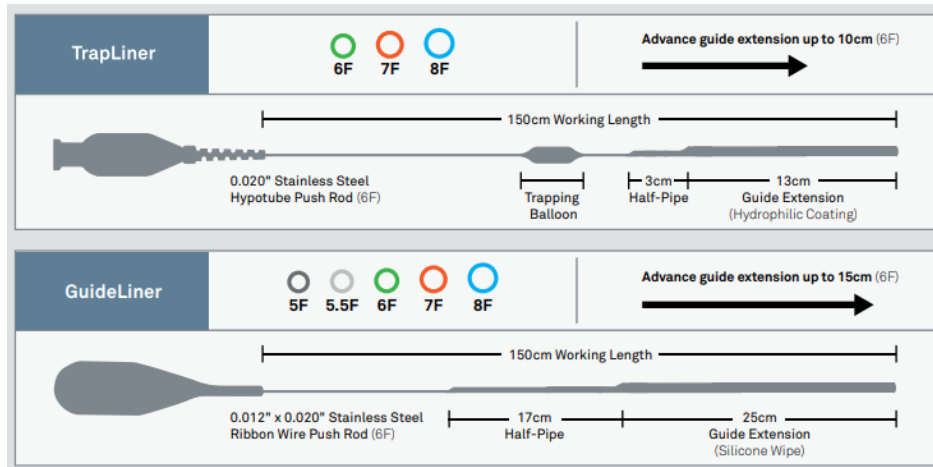 TrapLiner
6F 7F 8F
Advance guide extension up to 10cm (6F)
150cm Working Length
0.020" Stainless Steel
Hypotube Push Rod (6F)
Trapping
Balloon
3cm
Half-Pipe
13cm
Guide Extension
(Hydrophilic Coating)
GuideLiner
5F 5.5F 6F 7F 8F
Advance guide extension up to 15cm (6F)
150cm Working Length
0.012" x 0.020" Stainless Steel
Ribbon Wire Push Rod (6F)
17cm
Half-Pipe
25cm
Guide Extension
(Silicone Wipe)